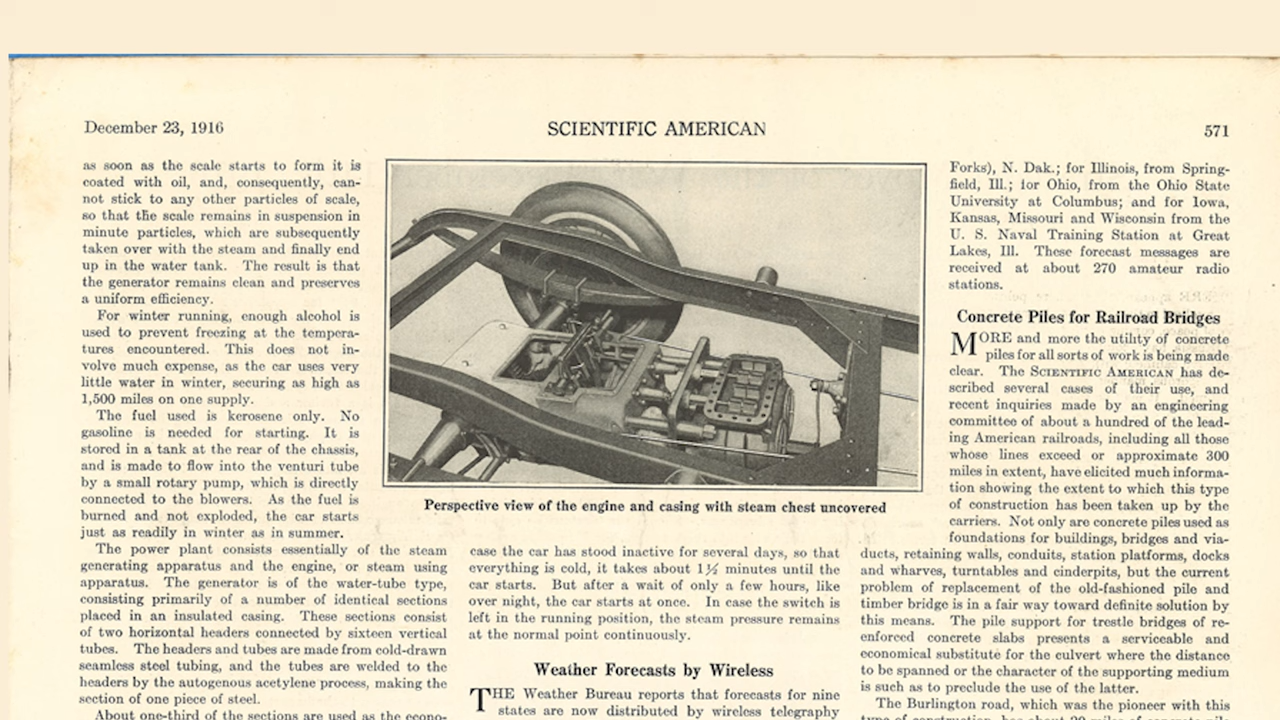 December 23, 1916
SCIENTIFIC AMERICAN
571
as soon as the scale starts to form it is
coated with oil, and, consequently, can-
not stick to any other particles of scale,
so that the scale remains in suspension in
minute particles, which are subsequently
taken over with the steam and finally end
up in the water tank. The result is that
the generator remains clean and preserves
a uniform efficiency.
For winter running, enough alcohol is
used to prevent freezing at the tempera-
tures encountered. This does not in-
volve much expense, as the car uses very
little water in winter, securing as high as
1,500 miles on one supply.
The fuel used is kerosene only. No
gasoline is needed for starting. It is
stored in a tank at the rear of the chassis,
and is made to flow into the venturi tube
by a small rotary pump, which is directly
connected to the blowers. As the fuel is
burned and not exploded, the car starts
just as readily in winter as in summer.
The power plant consists essentially of the steam
generating apparatus and the engine, or steam using
apparatus. The generator is of the water-tube type,
consisting primarily of a number of identical sections
placed in an insulated casing. These sections consist
of two horizontal headers connected by sixteen vertical
tubes. The headers and tubes are made from cold-drawn
seamless steel tubing, and the tubes are welded to the
headers by the autogenous acetylene process, making the
section of one piece of steel.
About one-third of the sections are used as the econo-
Perspective view of the engine and casing with steam chest uncovered
case the car has stood inactive for several days, so that
everything is cold, it takes about 1½ minutes until the
car starts. But after a wait of only a few hours, like
over night, the car starts at once. In case the switch is
left in the running position, the steam pressure remains
at the normal point continuously.
Weather Forecasts by Wireless
THE Weather Bureau reports that forecasts for nine
states are now distributed by wireless telegraphy
Forks), N. Dak.; for Illinois, from Spring-
field, Ill.; for Ohio, from the Ohio State
University at Columbus; and for Iowa,
Kansas, Missouri and Wisconsin from the
U. S. Naval Training Station at Great
Lakes, Ill. These forecast messages are
received at about 270 amateur radio
stations.
Concrete Piles for Railroad Bridges
MORE and more the utility of concrete
piles for all sorts of work is being made
clear. The SCIENTIFIC AMERICAN has de-
scribed several cases of their use, and
recent inquiries made by an engineering
committee of about a hundred of the lead-
ing American railroads, including all those
whose lines exceed or approximate 300
miles in extent, have elicited much informa-
tion showing the extent to which this type
of construction has been taken up by the
carriers. Not only are concrete piles used as
foundations for buildings, bridges and via-
ducts, retaining walls, conduits, station platforms, docks
and wharves, turntables and cinderpits, but the current
problem of replacement of the old-fashioned pile and
timber bridge is in a fair way toward definite solution by
this means. The pile support for trestle bridges of re-
enforced concrete slabs presents a serviceable and
economical substitute for the culvert where the distance
to be spanned or the character of the supporting medium
is such as to preclude the use of the latter.
The Burlington road, which was the pioneer with this
type of construction, has about 20 miles of concrete pile